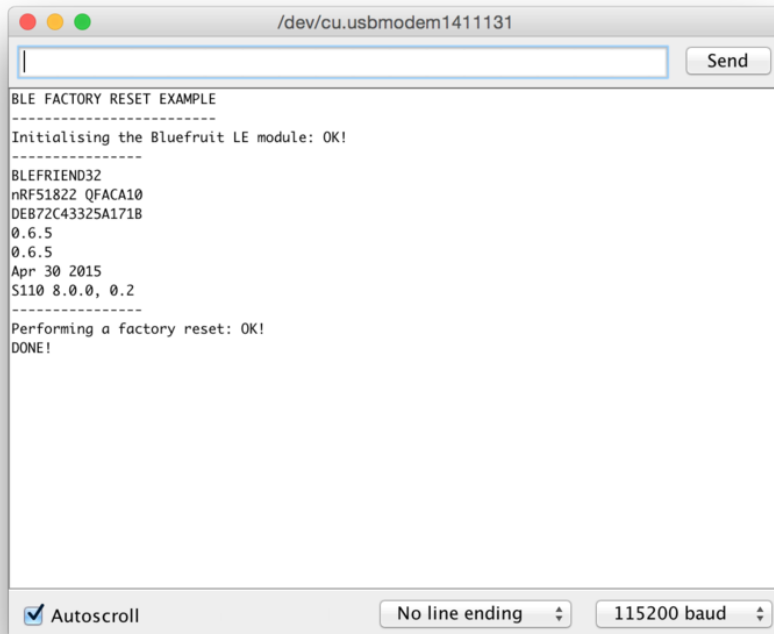 /dev/cu.usbmodem1411131
Send
BLE FACTORY RESET EXAMPLE
-------------------------
Initialising the Bluefruit LE module: OK!
----------------
BLEFRIEND32
nRF51822 QFACA10
DEB72C43325A171B
0.6.5
0.6.5
Apr 30 2015
S110 8.0.0, 0.2
----------------
Performing a factory reset: OK!
DONE!
Autoscroll
No line ending
115200 baud